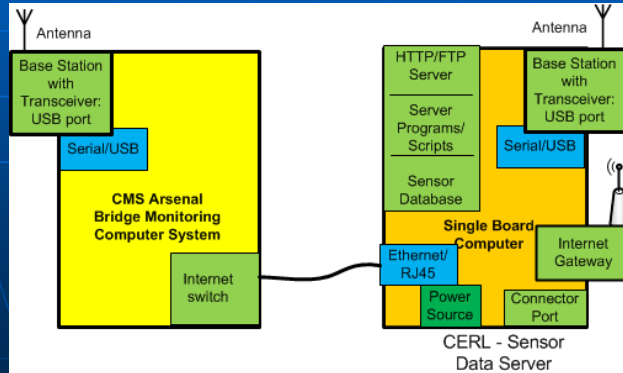 Antenna
Base Station
with
Transceiver:
USB port
Serial/USB
CMS Arsenal
Bridge Monitoring
Computer System
Internet
switch
Antenna
HTTP/FTP
Server
Server
Programs/
Scripts
Sensor
Database
Base Station
with
Transceiver:
USB port
Serial/USB
Single Board
Computer
Ethernet/
RJ45
Internet
Gateway
Power
Source
Connector
Port
CERL - Sensor
Data Server